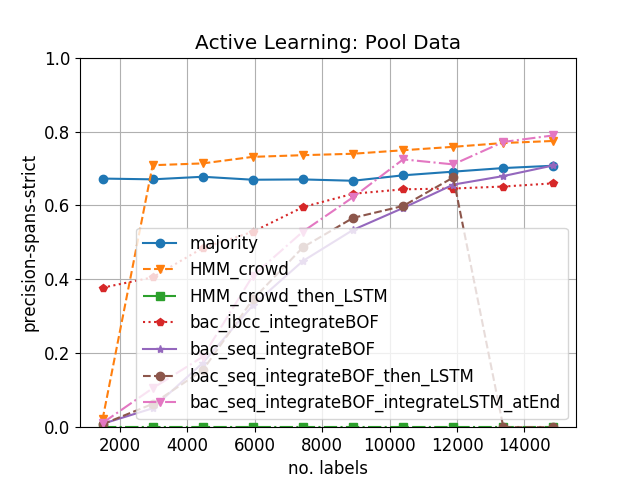 Active Learning: Pool Data
1.0
0.8
0.6
0.4
0.2
0.0
precision-spans-strict
majority
HMM_crowd
HMM_crowd_then_LSTM
bac_ibcc_integrateBOF
bac_seq_integrateBOF
bac_seq_integrateBOF_then_LSTM
bac_seq_integrateBOF_integrateLSTM_atEnd
2000 4000 6000 8000 10000 12000 14000
no. labels